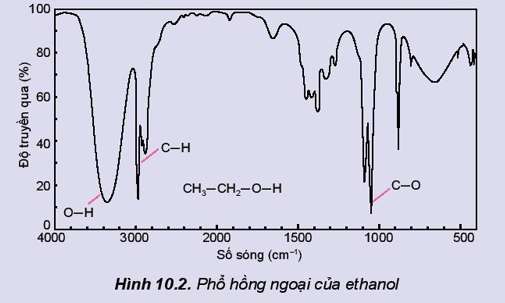 Độ truyền qua (%)
100
80
60
40
20
0
C−H
O−H
CH₃−CH₂−O−H
C−O
4000 3000 2000 1000 500
Số sóng (cm⁻¹)
Hình 10.2. Phổ hồng ngoại của ethanol